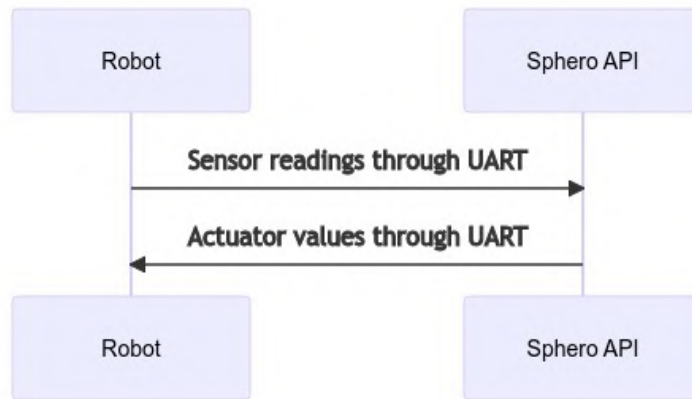 Robot
Sphero API
Sensor readings through UART
Actuator values through UART
Robot
Sphero API